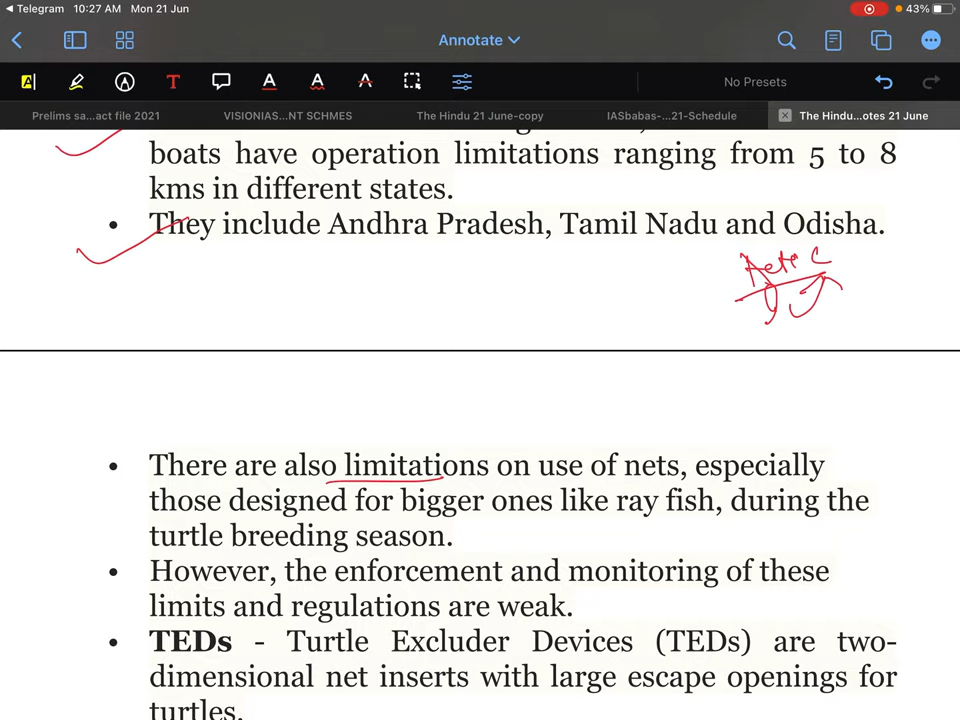 Telegram 10:27 AM Mon 21 Jun 43%
Annotate
No Presets
Prelims sa...act file 2021 VISIONIAS...NT SCHMES The Hindu 21 June-copy IASbabas-...21-Schedule The Hindu...otes 21 June
boats have operation limitations ranging from 5 to 8
kms in different states.
• They include Andhra Pradesh, Tamil Nadu and Odisha.
• There are also limitations on use of nets, especially
those designed for bigger ones like ray fish, during the
turtle breeding season.
• However, the enforcement and monitoring of these
limits and regulations are weak.
• TEDs - Turtle Excluder Devices (TEDs) are two-
dimensional net inserts with large escape openings for
turtles.